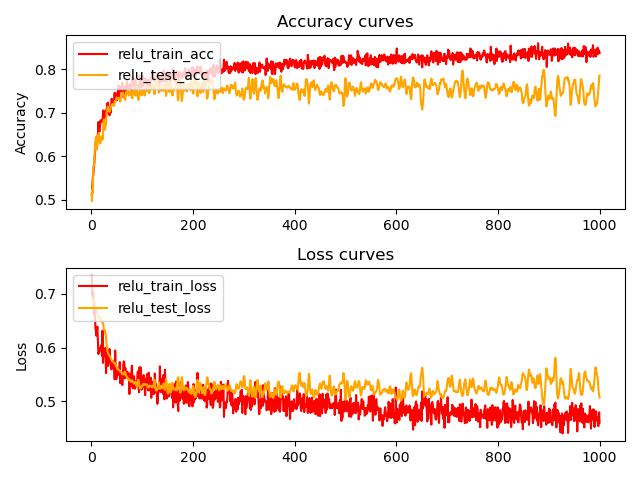 Accuracy curves
relu_train_acc
relu_test_acc
Accuracy
0.8
0.7
0.6
0.5
0
200
400
600
800
1000
Loss curves
relu_train_loss
relu_test_loss
Loss
0.7
0.6
0.5
0
200
400
600
800
1000